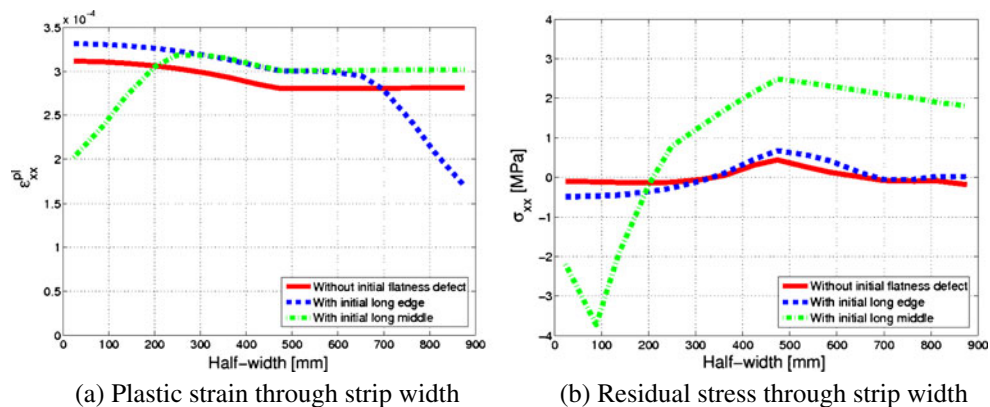 x 10⁻⁴
3.5
3
2.5
2
1.5
1
0.5
0
εᵖˡₓₓ
0 100 200 300 400 500 600 700 800 900
Half-width [mm]
Without initial flatness defect
With initial long edge
With initial long middle
(a) Plastic strain through strip width
4
3
2
1
0
-1
-2
-3
-4
σₓₓ [MPa]
0 100 200 300 400 500 600 700 800 900
Half-width [mm]
Without initial flatness defect
With initial long edge
With initial long middle
(b) Residual stress through strip width